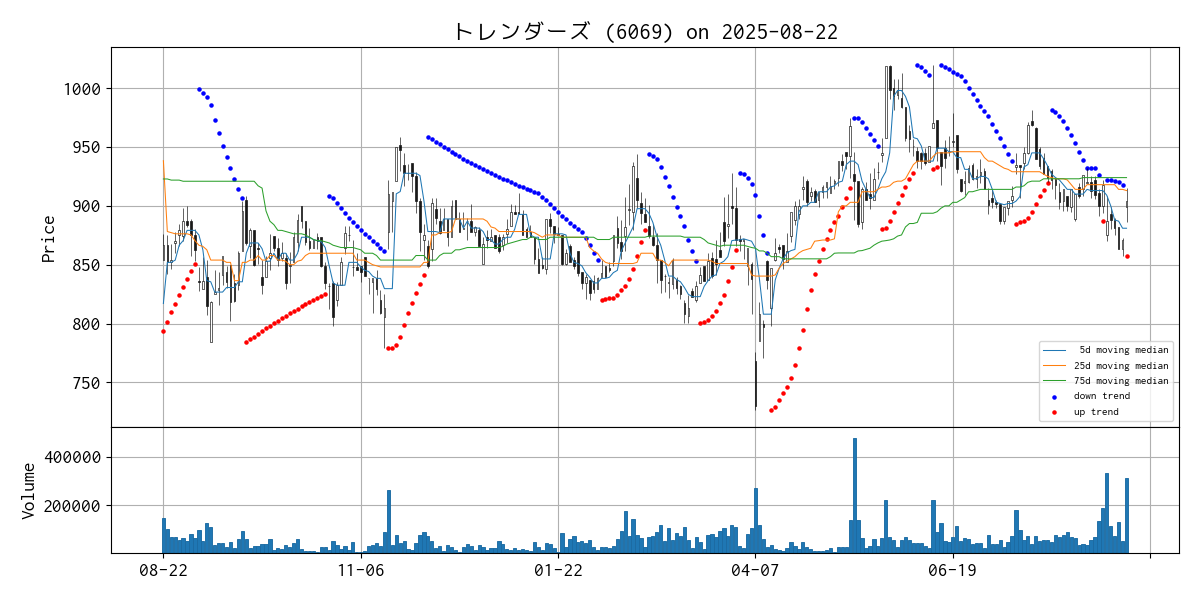 トレンダーズ (6069) on 2025-08-22
Price
1000
950
900
850
800
750
5d moving median
25d moving median
75d moving median
down trend
up trend
Volume
400000
200000
08-22
11-06
01-22
04-07
06-19